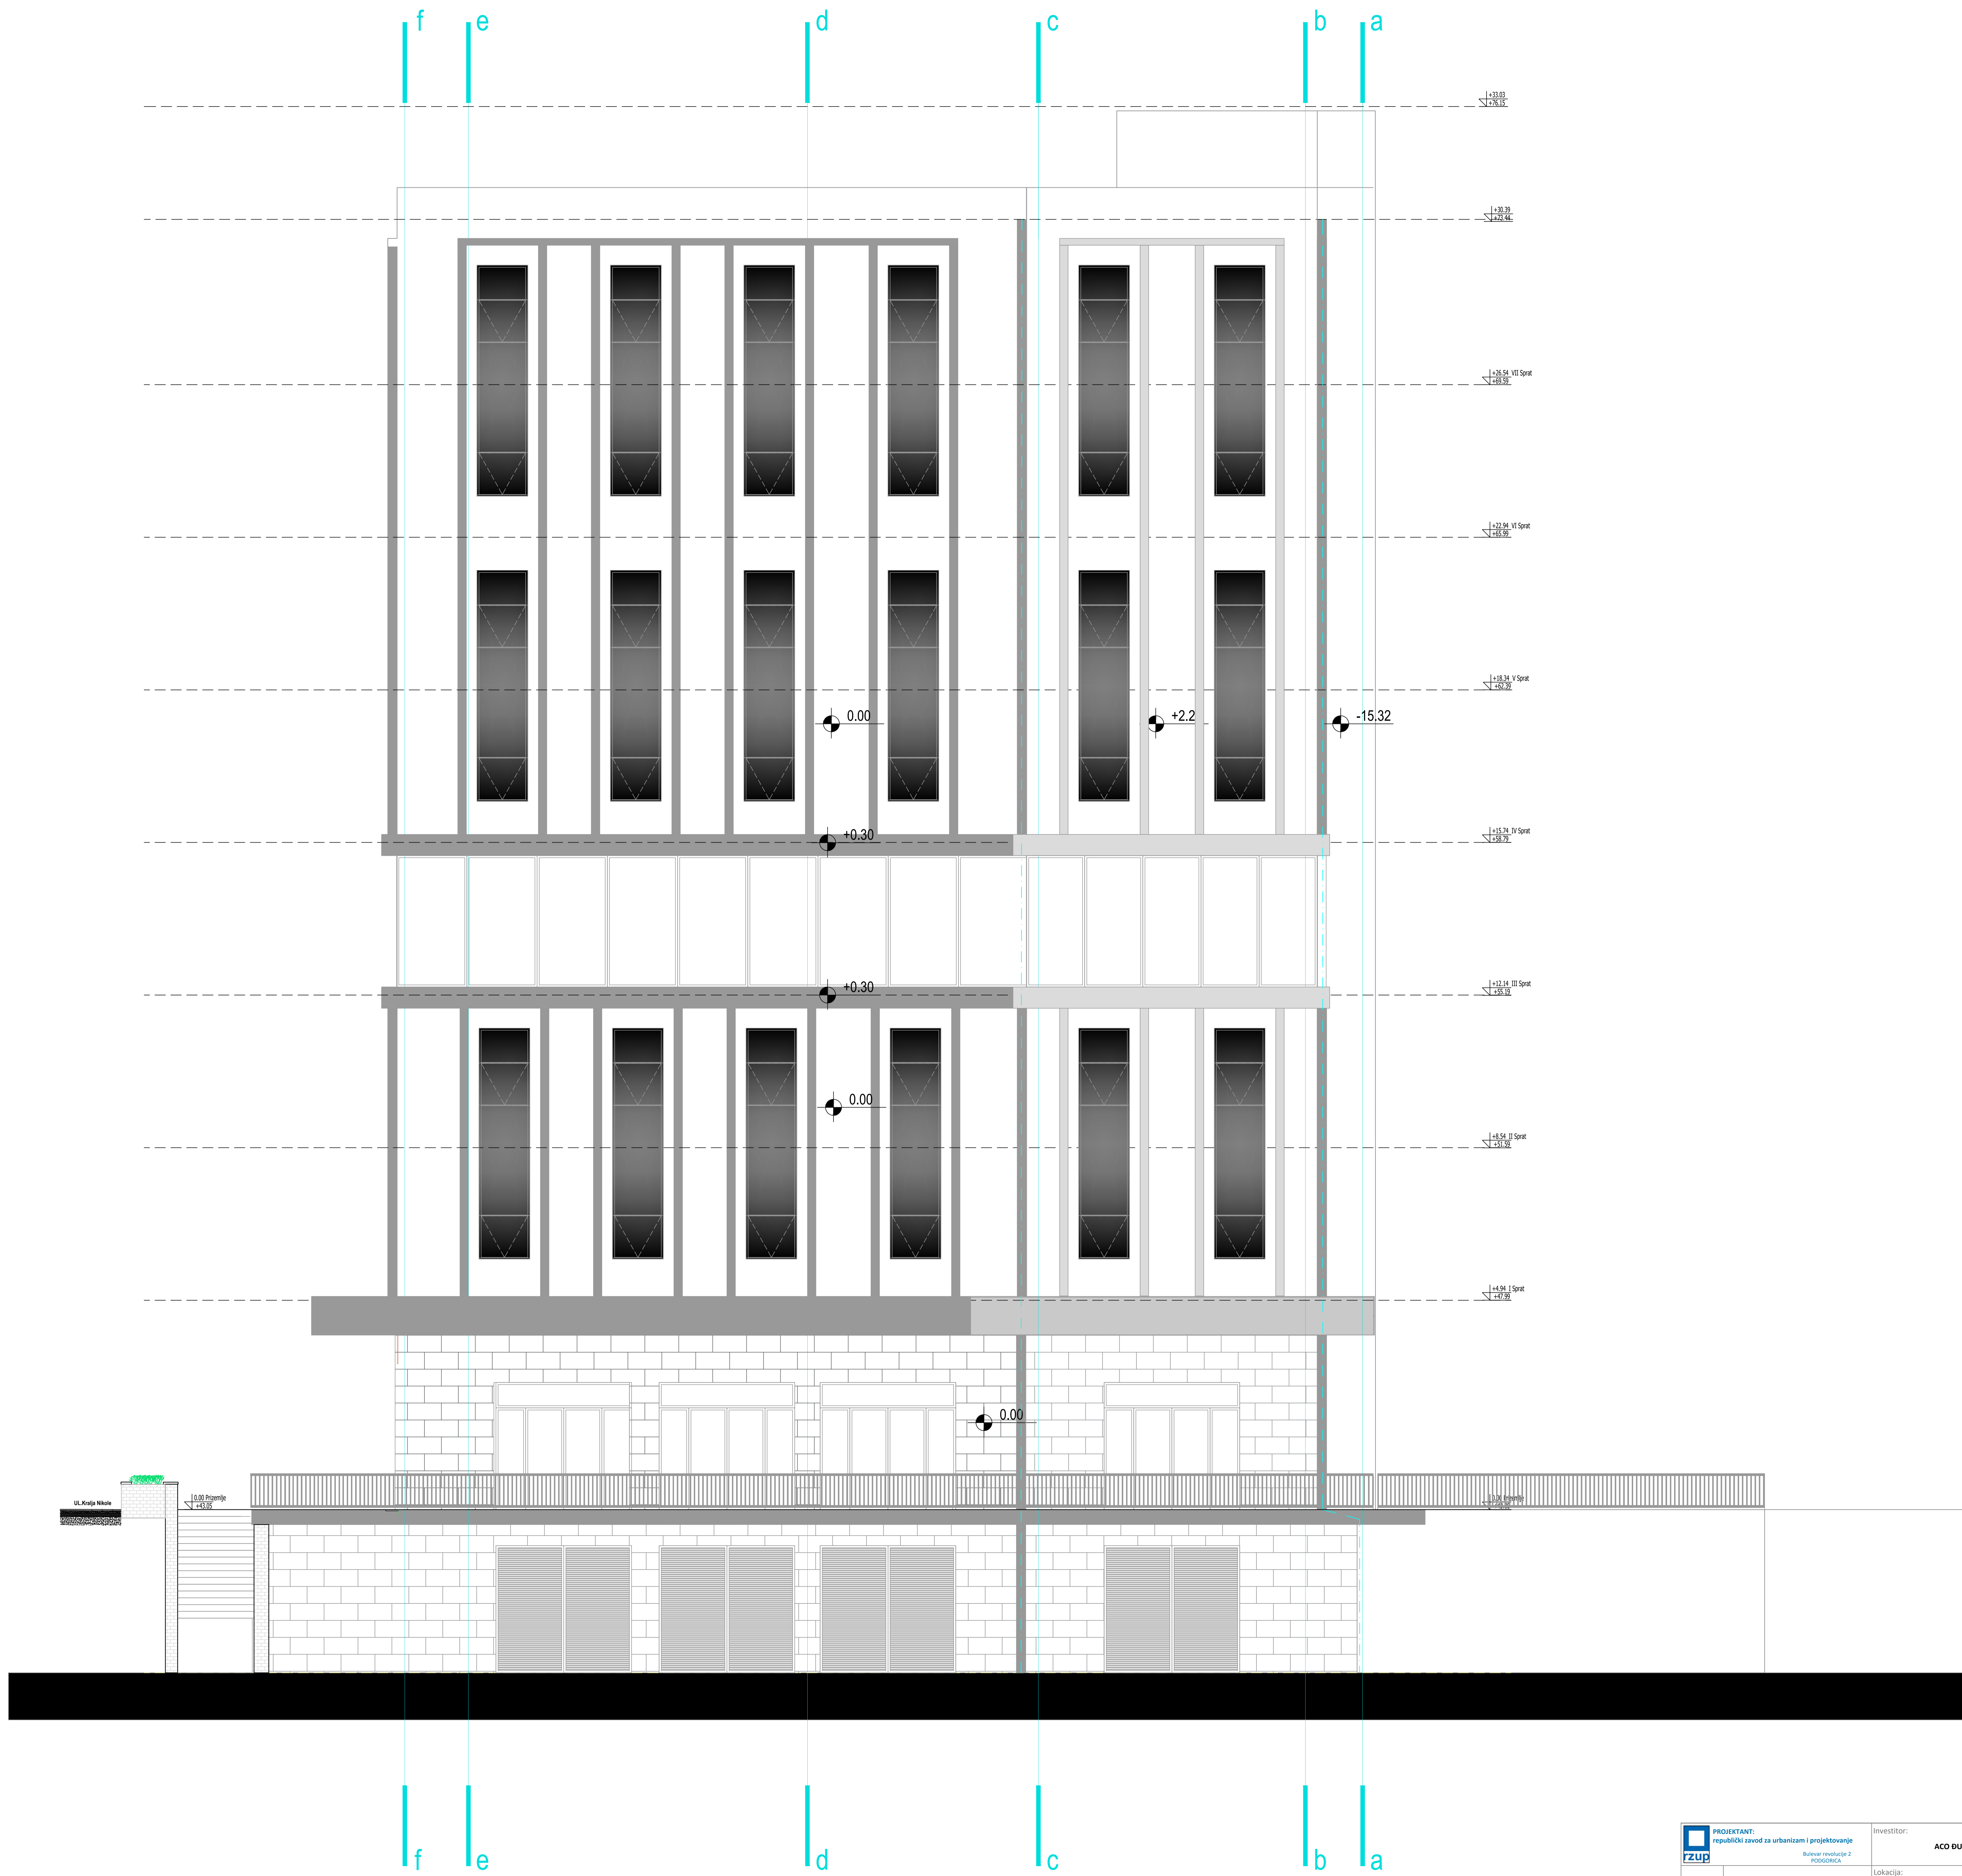 f e d c b a
+33.03
+76.15
+30.39
+73.44
+26.54 VII Sprat
+69.59
+22.94 VI Sprat
+65.99
+18.34 V Sprat
+62.39
0.00 +2.2 -15.32
+0.30
+15.74 IV Sprat
+58.79
+0.30
+12.14 III Sprat
+55.19
0.00
+8.54 II Sprat
+51.59
+4.94 I Sprat
+47.99
0.00
UL.Kralja Nikole
0.00 Prizemlje
+43.05
0.00 Prizemlje
f e d c b a
rzup
PROJEKTANT:
republički zavod za urbanizam i projektovanje
Bulevar revolucije 2
PODGORICA
Investitor:
ACO ĐU
Lokacija: